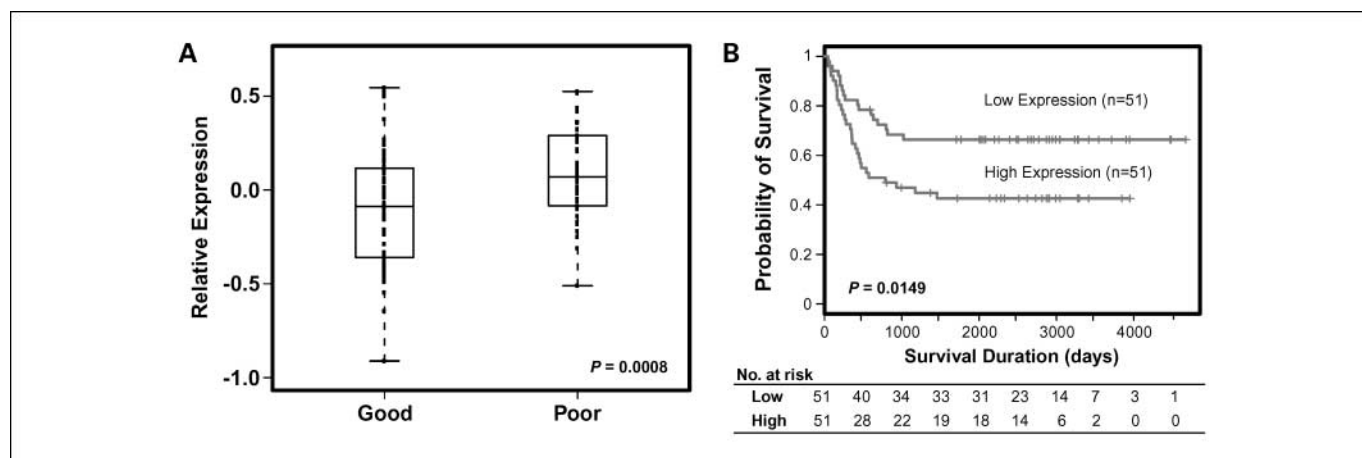 A
Relative Expression
0.5
0.0
-0.5
-1.0
P = 0.0008
Good Poor
B
Probability of Survival
1
0.8
0.6
0.4
0.2
0
Low Expression (n=51)
High Expression (n=51)
P = 0.0149
0 1000 2000 3000 4000
Survival Duration (days)
No. at risk
Low 51 40 34 33 31 23 14 7 3 1
High 51 28 22 19 18 14 6 2 0 0